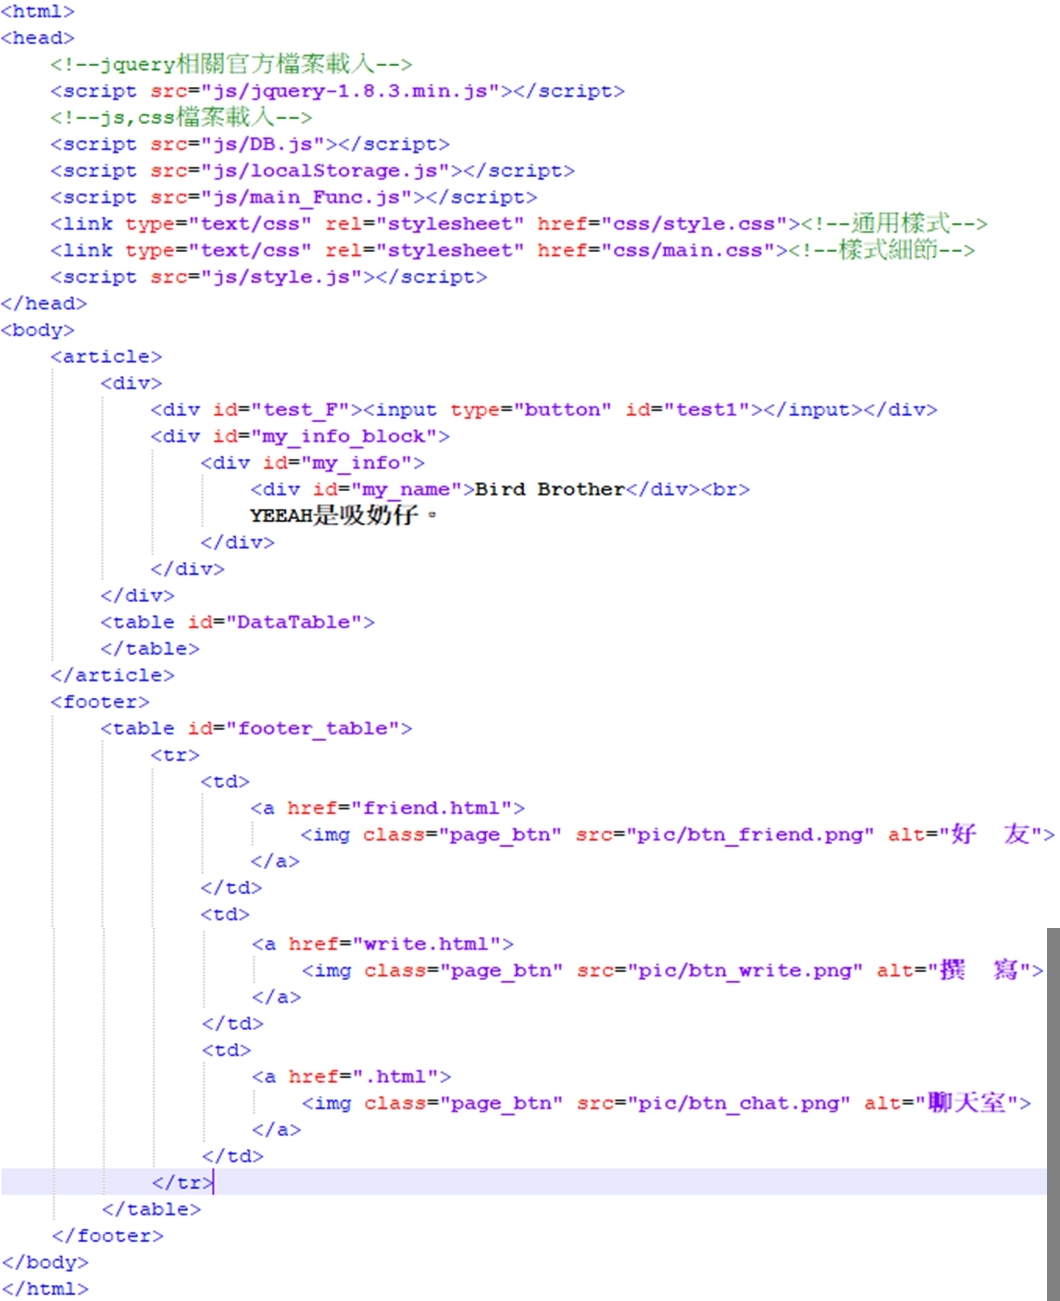 <html>
<head>
<!--jquery相關官方檔案載入-->
<script src="js/jquery-1.8.3.min.js"></script>
<!--js,css檔案載入-->
<script src="js/DB.js"></script>
<script src="js/localStorage.js"></script>
<script src="js/main_Func.js"></script>
<link type="text/css" rel="stylesheet" href="css/style.css"><!--通用樣式-->
<link type="text/css" rel="stylesheet" href="css/main.css"><!--樣式細節-->
<script src="js/style.js"></script>
</head>
<body>
<article>
<div>
<div id="test_F"><input type="button" id="test1"></input></div>
<div id="my_info_block">
<div id="my_info">
<div id="my_name">Bird Brother</div><br>
YEEAH是吸奶仔。
</div>
</div>
</div>
<table id="DataTable">
</table>
</article>
<footer>
<table id="footer_table">
<tr>
<td>
<a href="friend.html">
<img class="page_btn" src="pic/btn_friend.png" alt="好　友">
</a>
</td>
<td>
<a href="write.html">
<img class="page_btn" src="pic/btn_write.png" alt="撰　寫">
</a>
</td>
<td>
<a href=".html">
<img class="page_btn" src="pic/btn_chat.png" alt="聊天室">
</a>
</td>
</tr>
</table>
</footer>
</body>
</html>